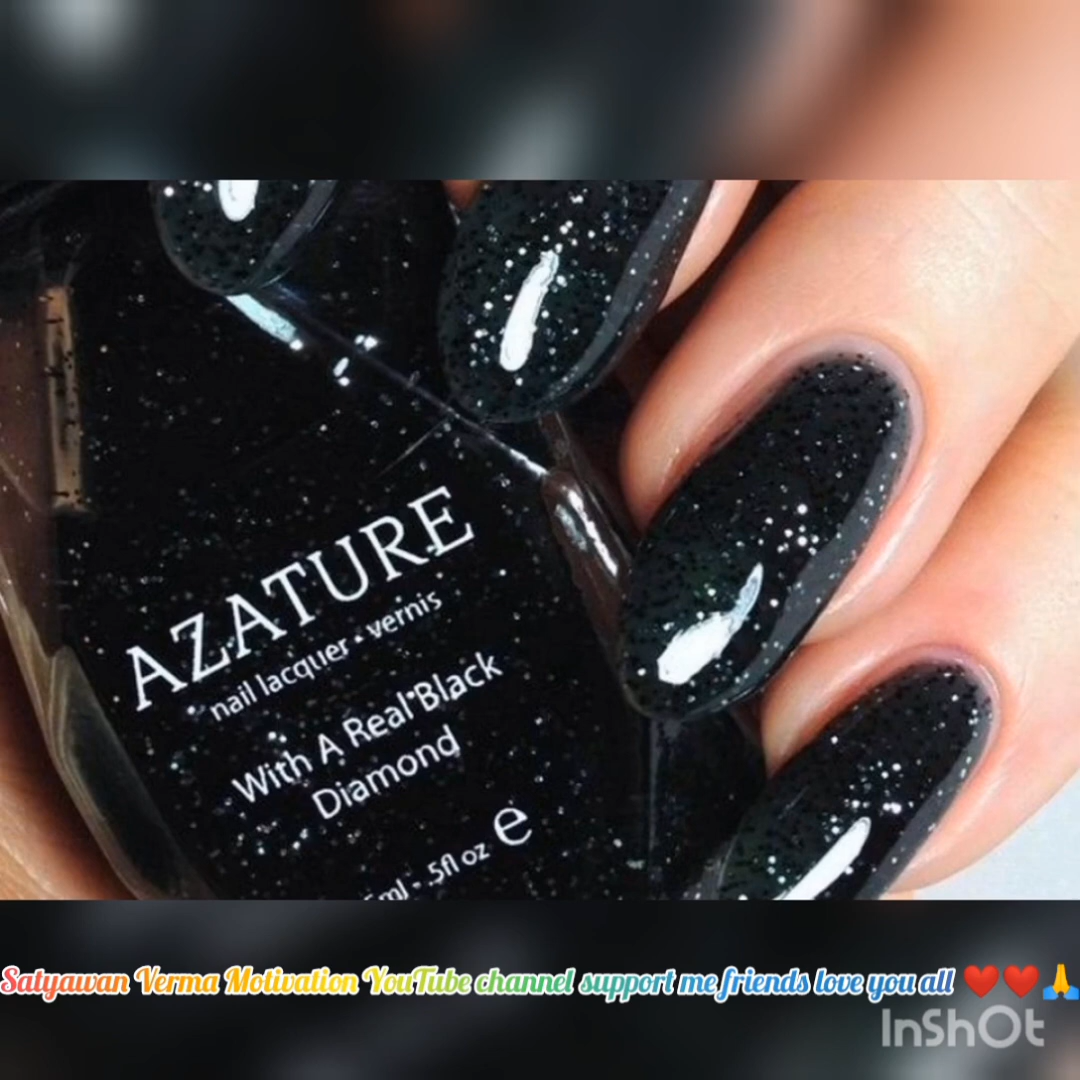 AZATURE
nail lacquer • vernis
With A Real Black
Diamond
5ml - .5fl oz e
Satyawan Verma Motivation YouTube channel support me friends love you all ❤️❤️🙏
InShOt